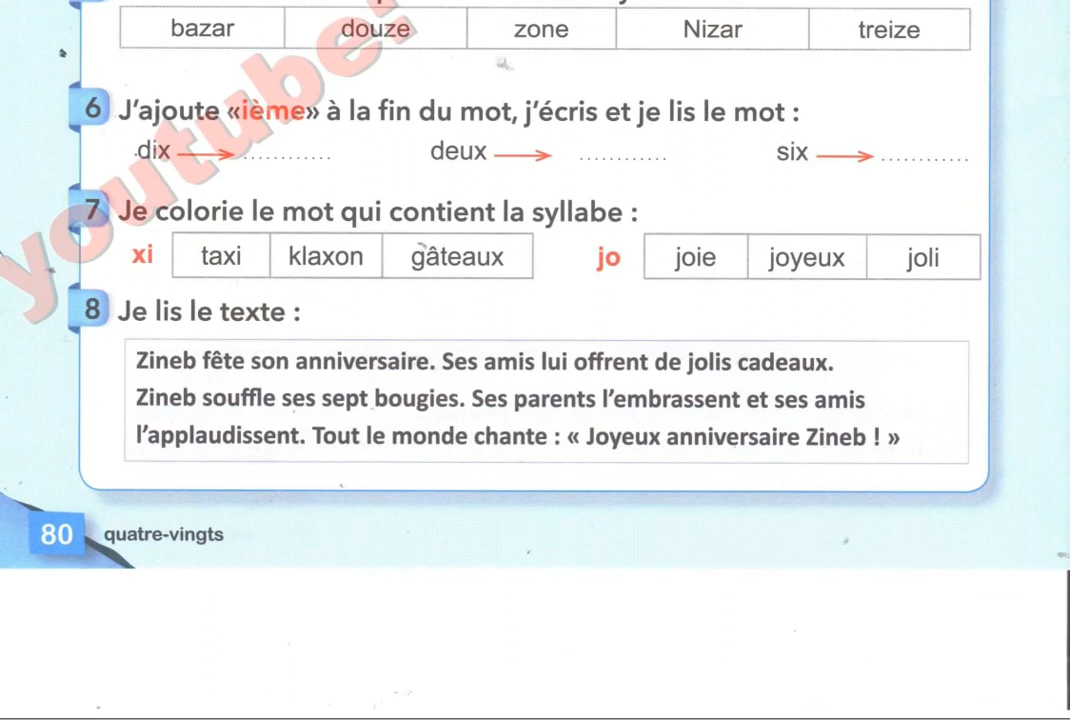 bazar douze zone Nizar treize
6 J'ajoute «ième» à la fin du mot, j'écris et je lis le mot :
dix ............ deux ............ six ............
7 Je colorie le mot qui contient la syllabe :
xi taxi klaxon gâteaux jo joie joyeux joli
8 Je lis le texte :
Zineb fête son anniversaire. Ses amis lui offrent de jolis cadeaux.
Zineb souffle ses sept bougies. Ses parents l'embrassent et ses amis
l'applaudissent. Tout le monde chante : « Joyeux anniversaire Zineb ! »
80 quatre-vingts
youtube: